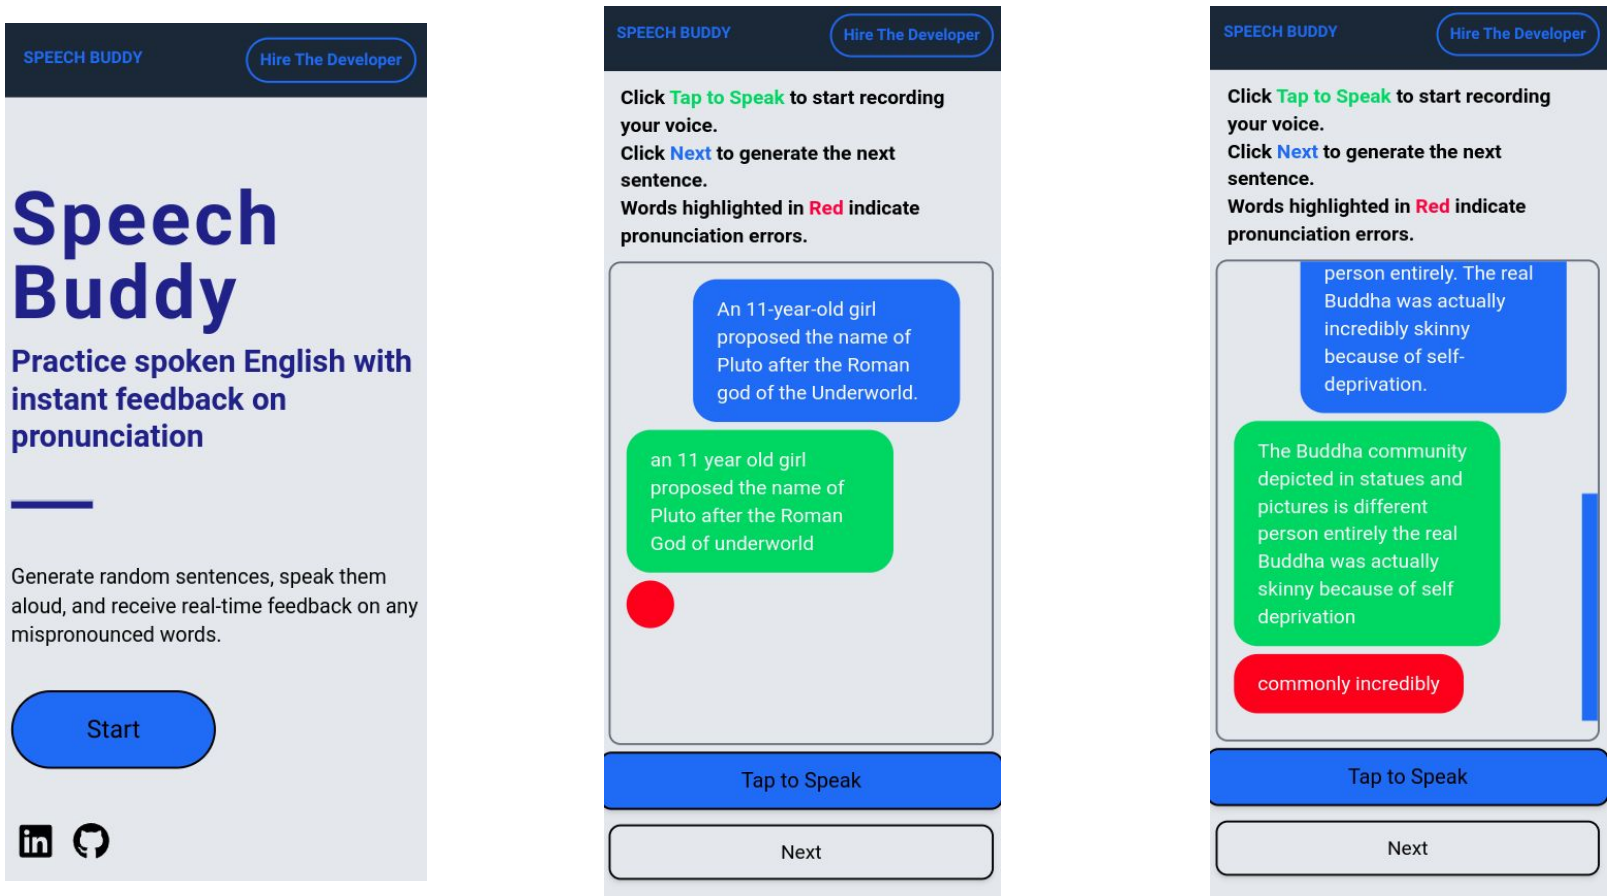 SPEECH BUDDY
Hire The Developer
Speech
Buddy
Practice spoken English with
instant feedback on
pronunciation
Generate random sentences, speak them
aloud, and receive real-time feedback on any
mispronounced words.
Start
in
SPEECH BUDDY
Hire The Developer
Click Tap to Speak to start recording
your voice.
Click Next to generate the next
sentence.
Words highlighted in Red indicate
pronunciation errors.
An 11-year-old girl
proposed the name of
Pluto after the Roman
god of the Underworld.
an 11 year old girl
proposed the name of
Pluto after the Roman
God of underworld
Tap to Speak
Next
SPEECH BUDDY
Hire The Developer
Click Tap to Speak to start recording
your voice.
Click Next to generate the next
sentence.
Words highlighted in Red indicate
pronunciation errors.
person entirely. The real
Buddha was actually
incredibly skinny
because of self-
deprivation.
The Buddha community
depicted in statues and
pictures is different
person entirely the real
Buddha was actually
skinny because of self
deprivation
commonly incredibly
Tap to Speak
Next